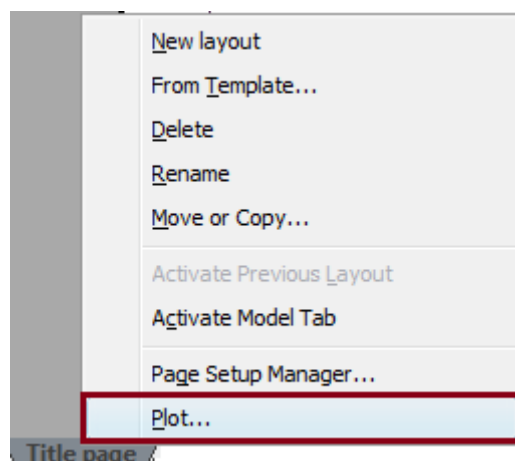 New layout
From Template...
Delete
Rename
Move or Copy...
Activate Previous Layout
Activate Model Tab
Page Setup Manager...
Plot...
Title page